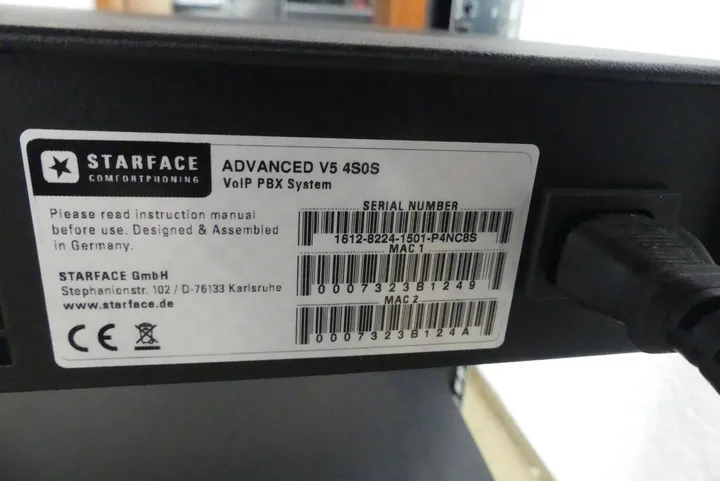 STARFACE
COMFORTPHONING
ADVANCED V5 4S0S
VoIP PBX System
Please read instruction manual
before use. Designed & Assembled
in Germany.
STARFACE GmbH
Stephanienstr. 102 / D-76133 Karlsruhe
www.starface.de
CE
SERIAL NUMBER
1612-8224-1501-P4NC8S
MAC 1
0007323B1249
MAC 2
0007323B124A